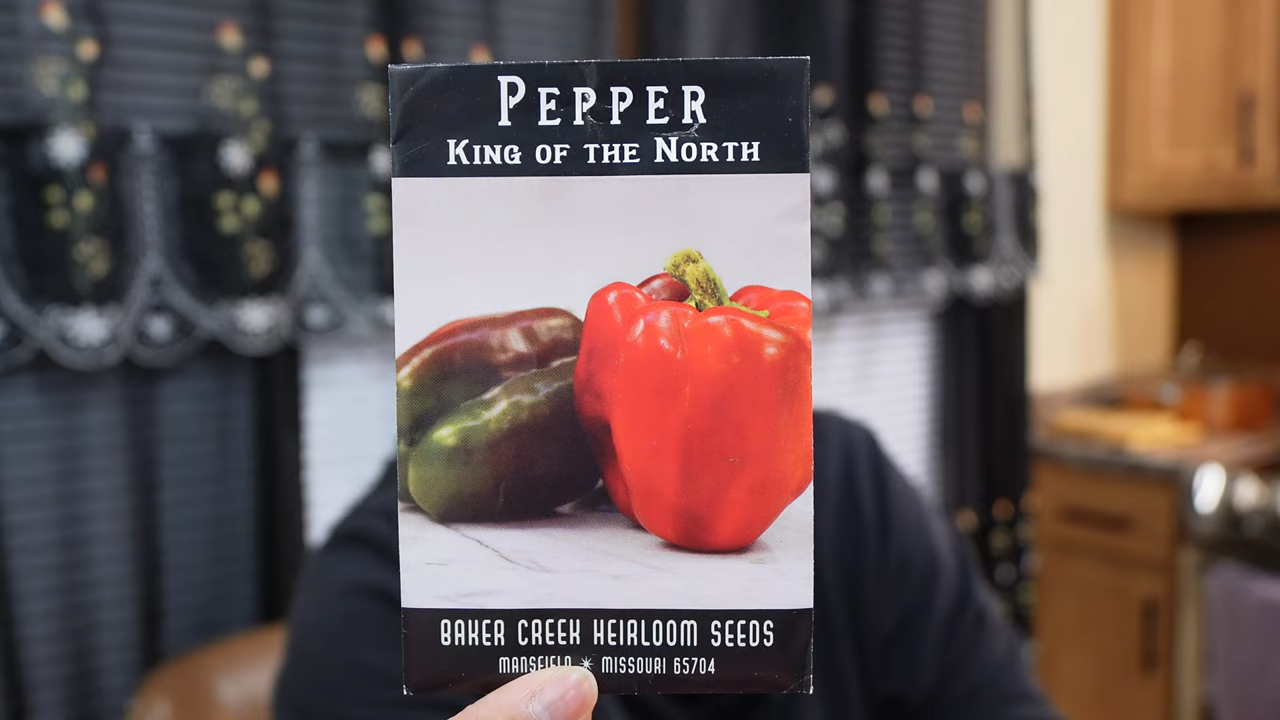 PEPPER
KING OF THE NORTH
BAKER CREEK HEIRLOOM SEEDS
MANSFIELD ✴ MISSOURI 65704